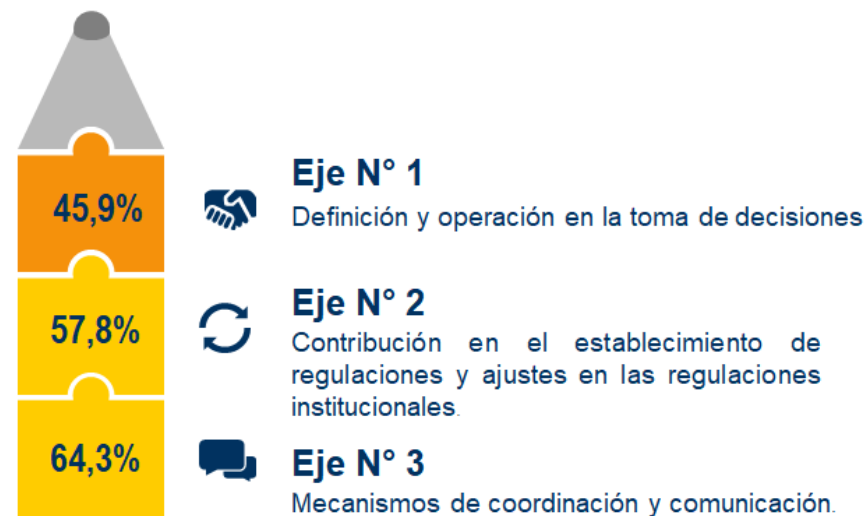 45,9%
Eje N° 1
Definición y operación en la toma de decisiones
57,8%
Eje N° 2
Contribución en el establecimiento de
regulaciones y ajustes en las regulaciones
institucionales.
64,3%
Eje N° 3
Mecanismos de coordinación y comunicación.